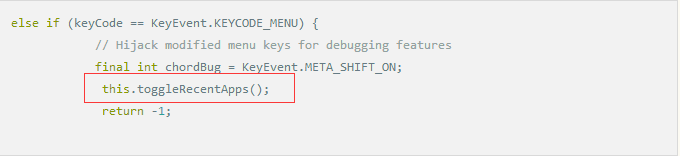 else if (keyCode == KeyEvent.KEYCODE_MENU) {
// Hijack modified menu keys for debugging features
final int chordBug = KeyEvent.META_SHIFT_ON;
this.toggleRecentApps();
return -1;